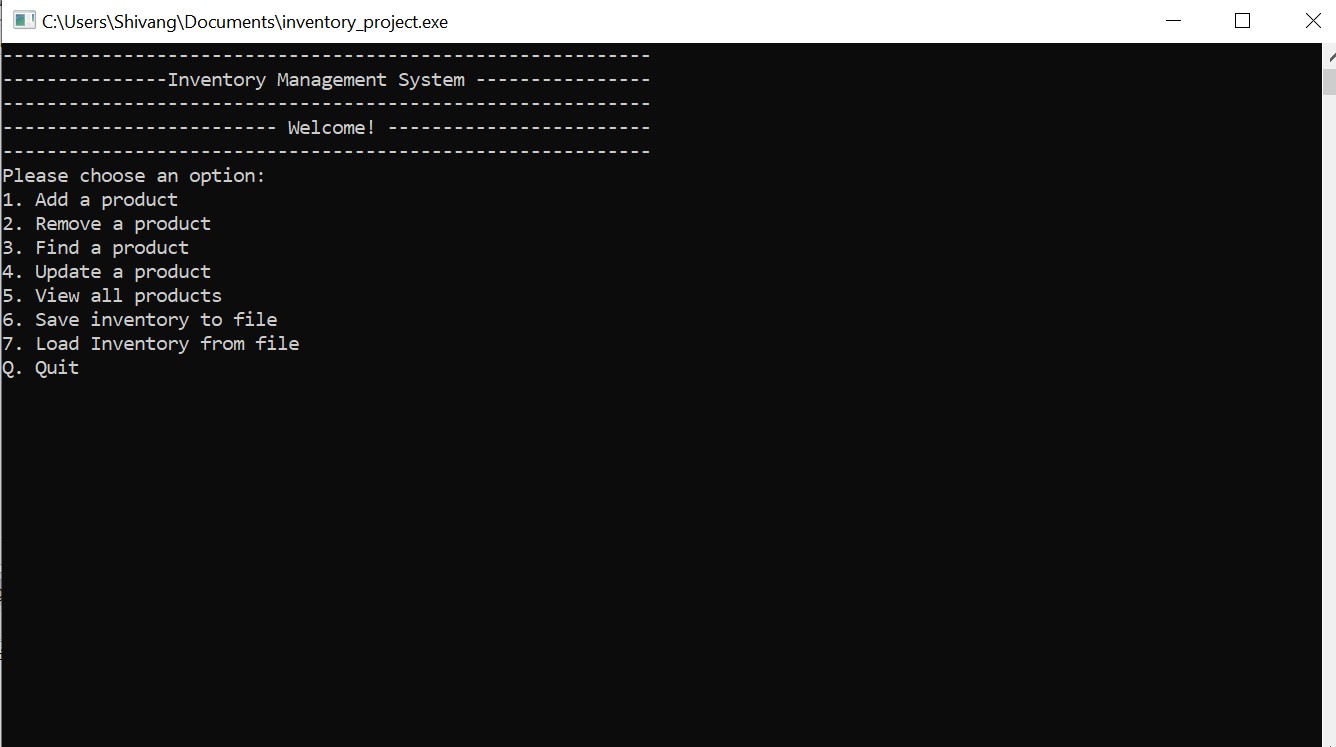 C:\Users\Shivang\Documents\inventory_project.exe
-----------------------------------------------------------
---------------Inventory Management System ----------------
-----------------------------------------------------------
------------------------- Welcome! ------------------------
-----------------------------------------------------------
Please choose an option:
1. Add a product
2. Remove a product
3. Find a product
4. Update a product
5. View all products
6. Save inventory to file
7. Load Inventory from file
Q. Quit